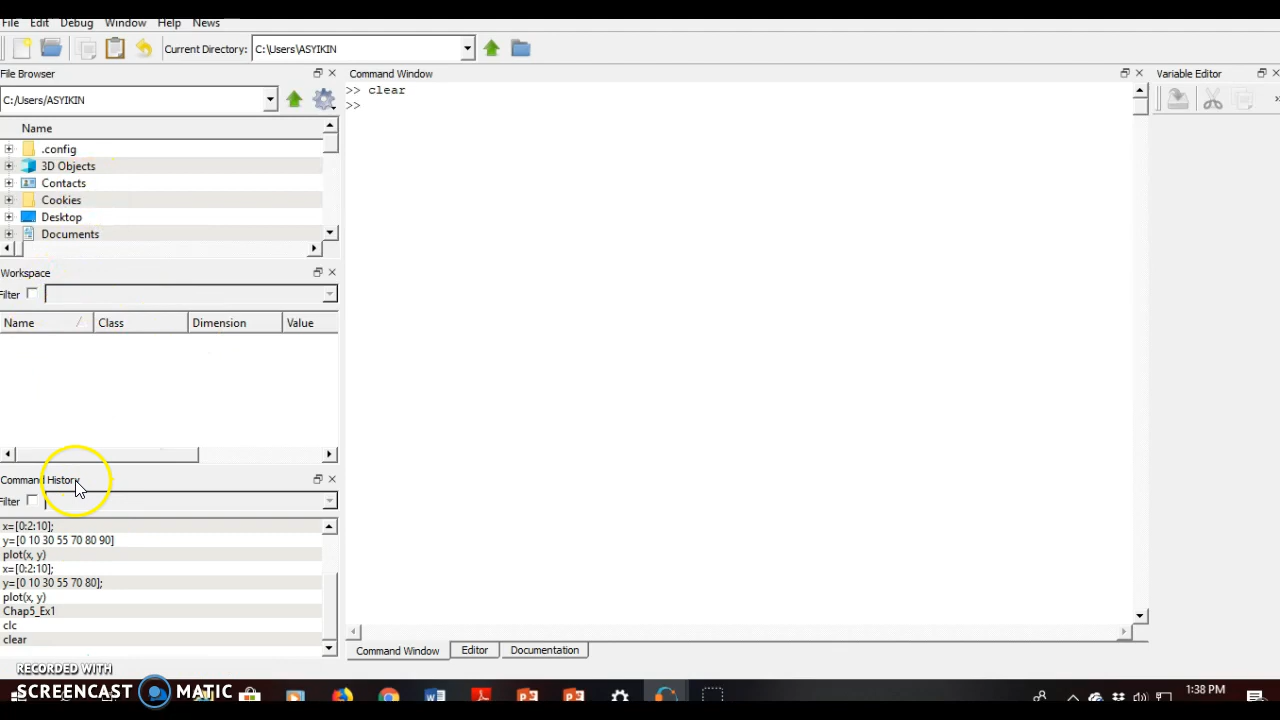 File Edit Debug Window Help News
Current Directory: C:\Users\ASYIKIN
File Browser
C:/Users/ASYIKIN
Name
.config
3D Objects
Contacts
Cookies
Desktop
Documents
Workspace
Filter
Name Class Dimension Value
Command History
Filter
x=[0:2:10];
y=[0 10 30 55 70 80 90]
plot(x, y)
x=[0:2:10];
y=[0 10 30 55 70 80];
plot(x, y)
Chap5_Ex1
clc
clear
Command Window
>> clear
>>
Command Window Editor Documentation
Variable Editor
RECORDED WITH
SCREENCAST MATIC
1:38 PM